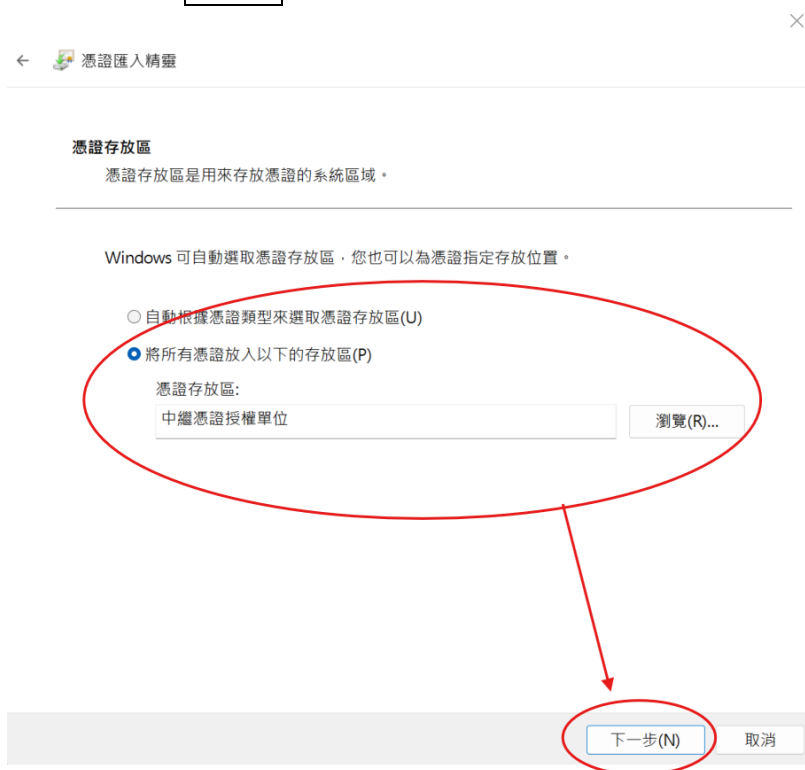 憑證匯入精靈
憑證存放區
憑證存放區是用來存放憑證的系統區域。
Windows 可自動選取憑證存放區，您也可以為憑證指定存放位置。
自動根據憑證類型來選取憑證存放區(U)
將所有憑證放入以下的存放區(P)
憑證存放區:
中繼憑證授權單位
瀏覽(R)...
下一步(N)
取消